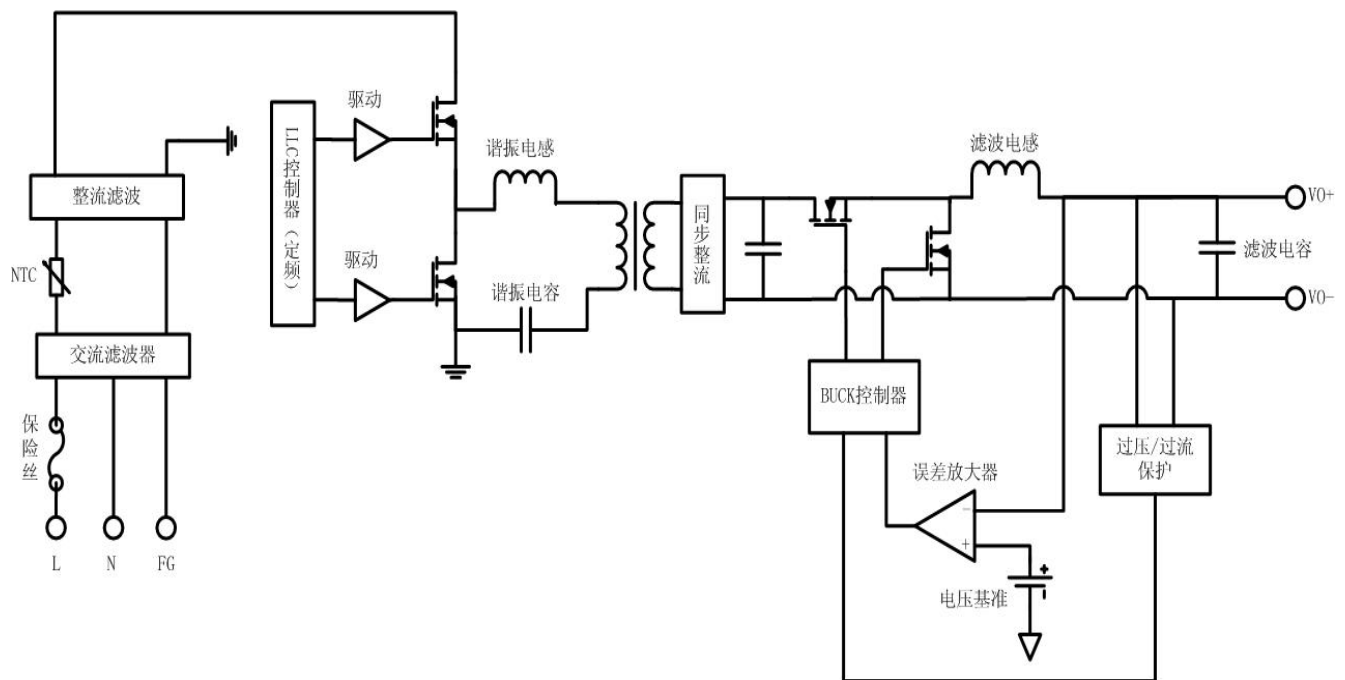 驱动
LLC控制器（定频）
谐振电感
滤波电感
整流滤波
同步整流
VO+
NTC
驱动
谐振电容
滤波电容
VO-
交流滤波器
BUCK控制器
保险丝
误差放大器
过压/过流
保护
-
+
L
N
FG
电压基准
+
-